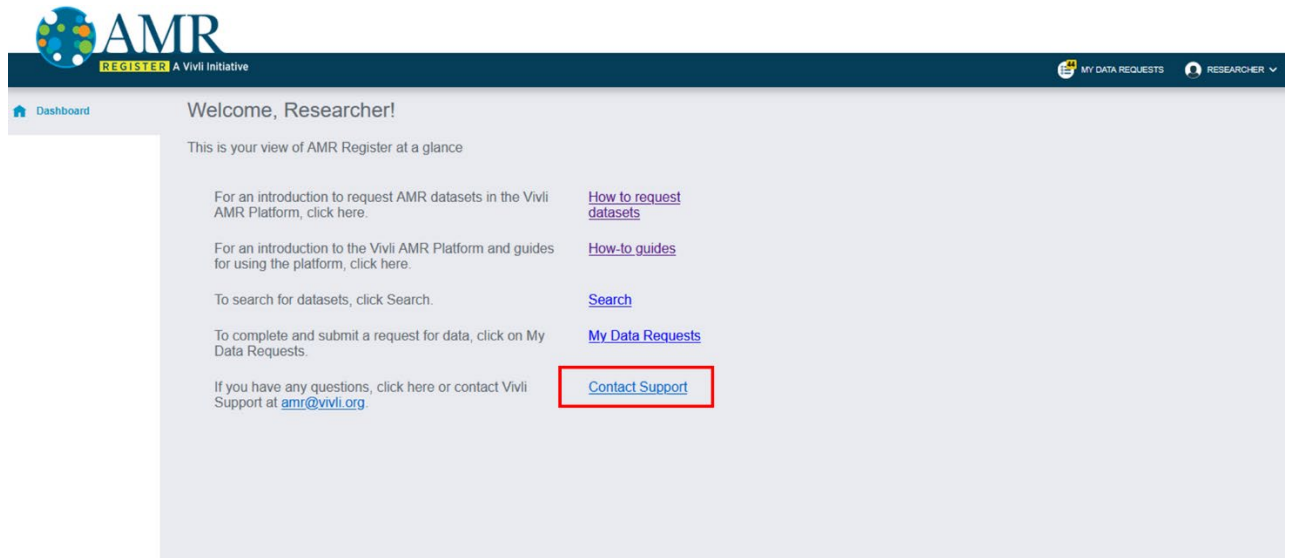 AMR
REGISTER A Vivli Initiative
44
MY DATA REQUESTS
RESEARCHER
Dashboard
Welcome, Researcher!
This is your view of AMR Register at a glance
For an introduction to request AMR datasets in the Vivli
AMR Platform, click here.
How to request
datasets
For an introduction to the Vivli AMR Platform and guides
for using the platform, click here.
How-to guides
To search for datasets, click Search.
Search
To complete and submit a request for data, click on My
Data Requests.
My Data Requests
If you have any questions, click here or contact Vivli
Support at amr@vivli.org.
Contact Support